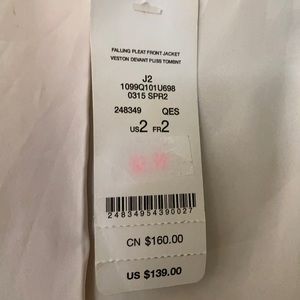 FALLING PLEAT FRONT JACKET
VESTON DEVANT PLISS TOMBNT
J2
1099Q101U698
0315 SPR2
248349 QES
US2 FR2
24834954390027
CN $160.00
US $139.00